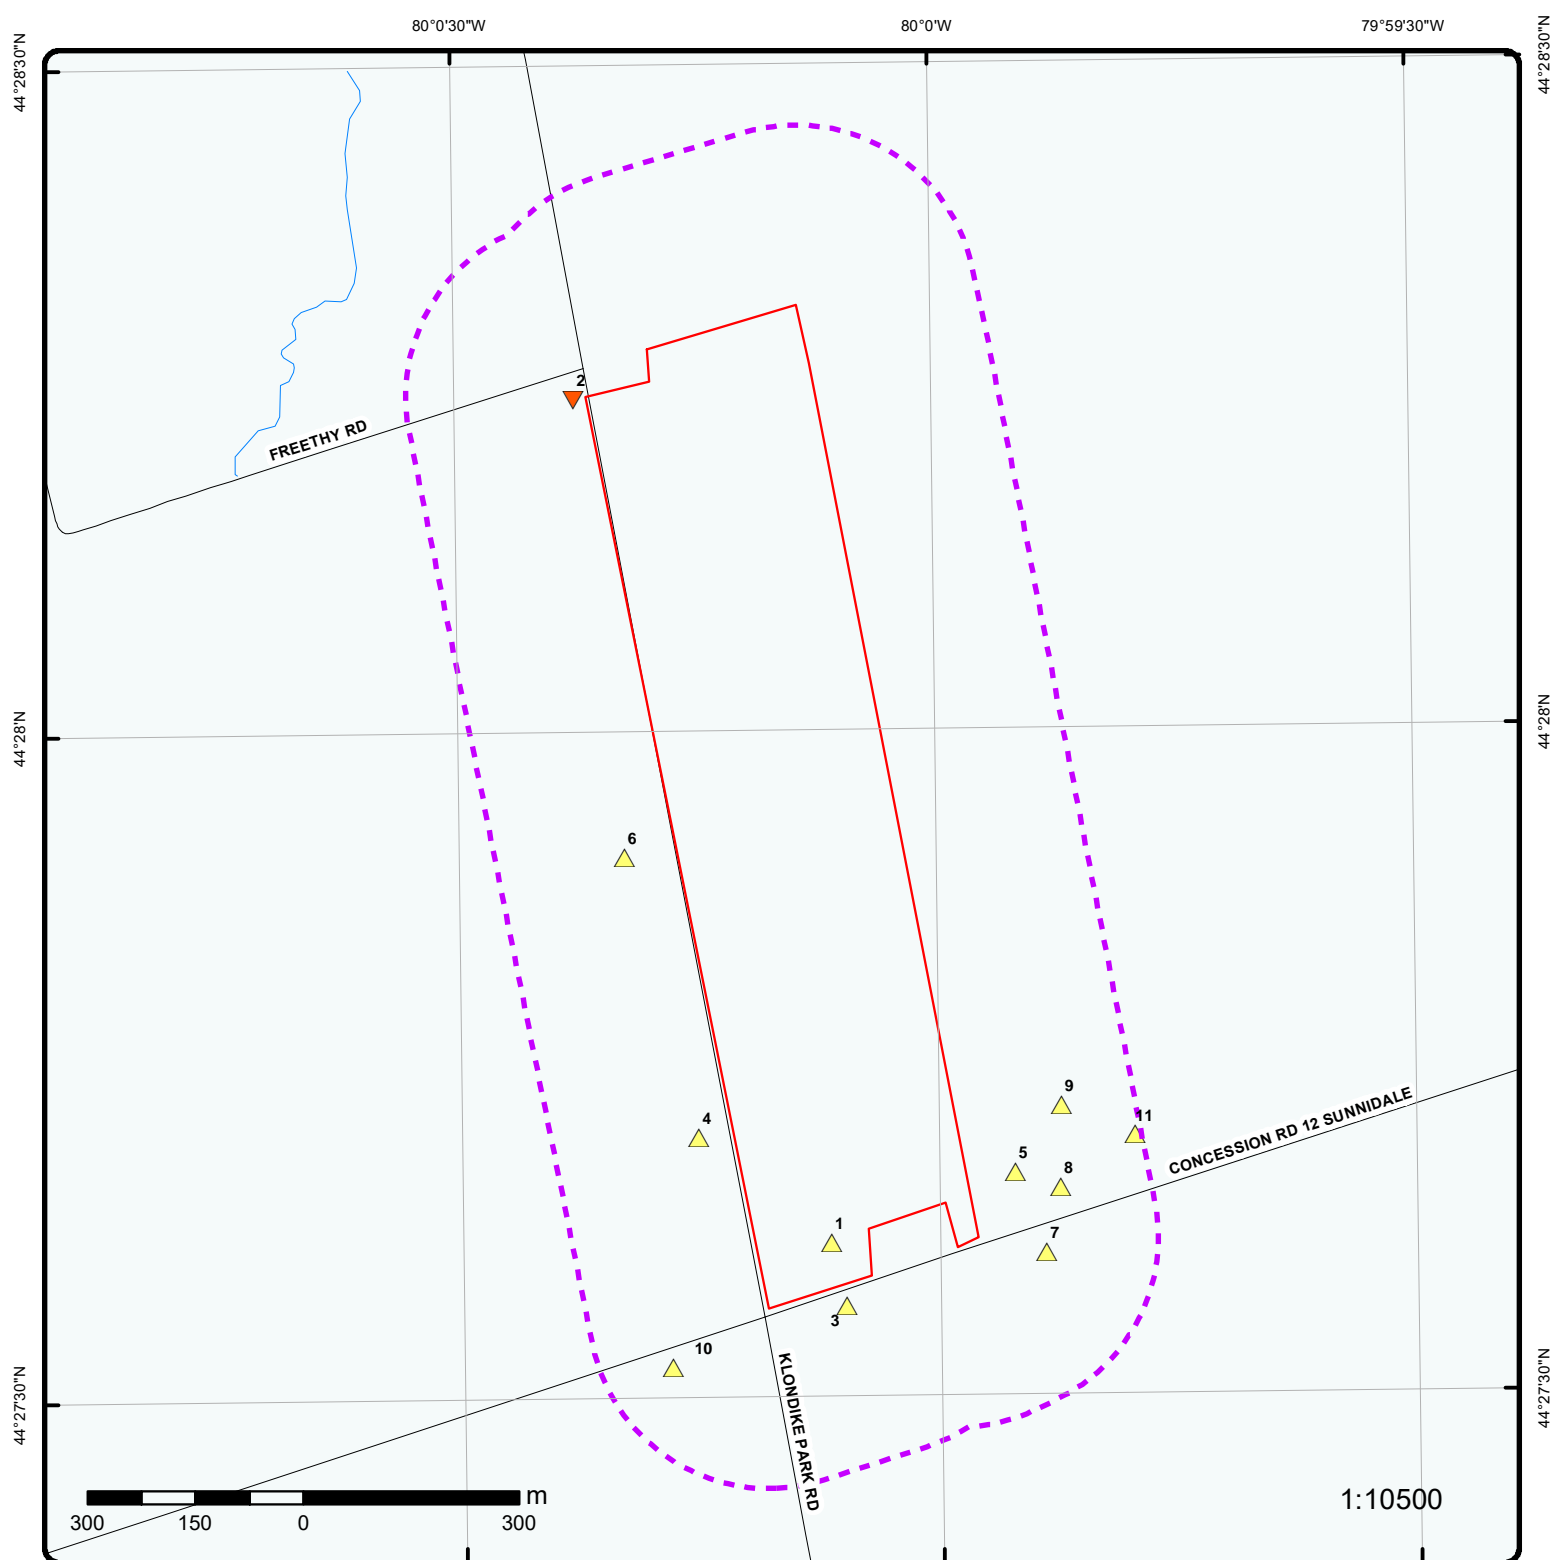 80°0'30"W 80°0'W 79°59'30"W
44°28'30"N 44°28'30"N
2
FREETHY RD
44°28'N 44°28'N
6
9
11
CONCESSION RD 12 SUNNIDALE
4
5
8
1
7
3
10
44°27'30"N 44°27'30"N
KLONDIKE PARK RD
m
1:10500
300 150 0 300